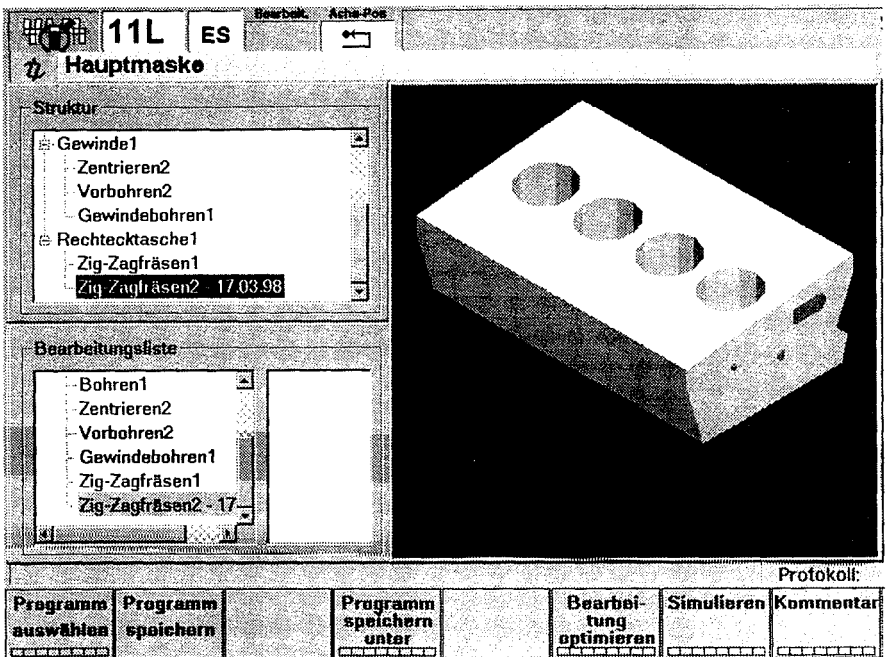 Bearbeit. Achs-Pos
11L ES
Hauptmaske
Struktur
Gewinde1
Zentrieren2
Vorbohren2
Gewindebohren1
Rechtecktasche1
Zig-Zagfräsen1
Zig-Zagfräsen2 - 17.03.98
Bearbeitungsliste
Bohren1
Zentrieren2
Vorbohren2
Gewindebohren1
Zig-Zagfräsen1
Zig-Zagfräsen2 - 17
Protokoll:
Programm auswählen
Programm speichern
Programm speichern unter
Bearbei-
tung
optimieren
Simulieren
Kommentar